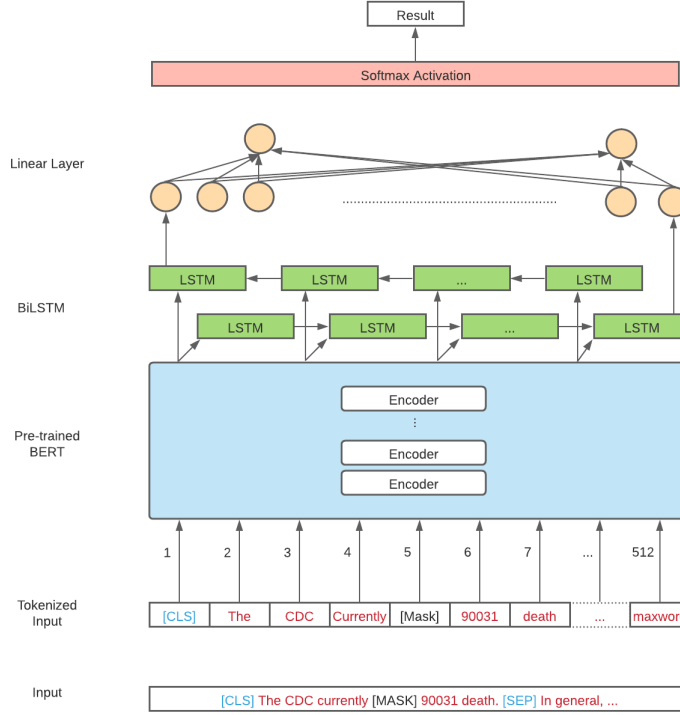 Result
Softmax Activation
Linear Layer
LSTM LSTM ... LSTM
BiLSTM
LSTM LSTM ... LSTM
Encoder
...
Pre-trained
BERT
Encoder
Encoder
1 2 3 4 5 6 7 ... 512
Tokenized
Input
[CLS] The CDC Currently [Mask] 90031 death ... maxwor
Input
[CLS] The CDC currently [MASK] 90031 death. [SEP] In general, ...